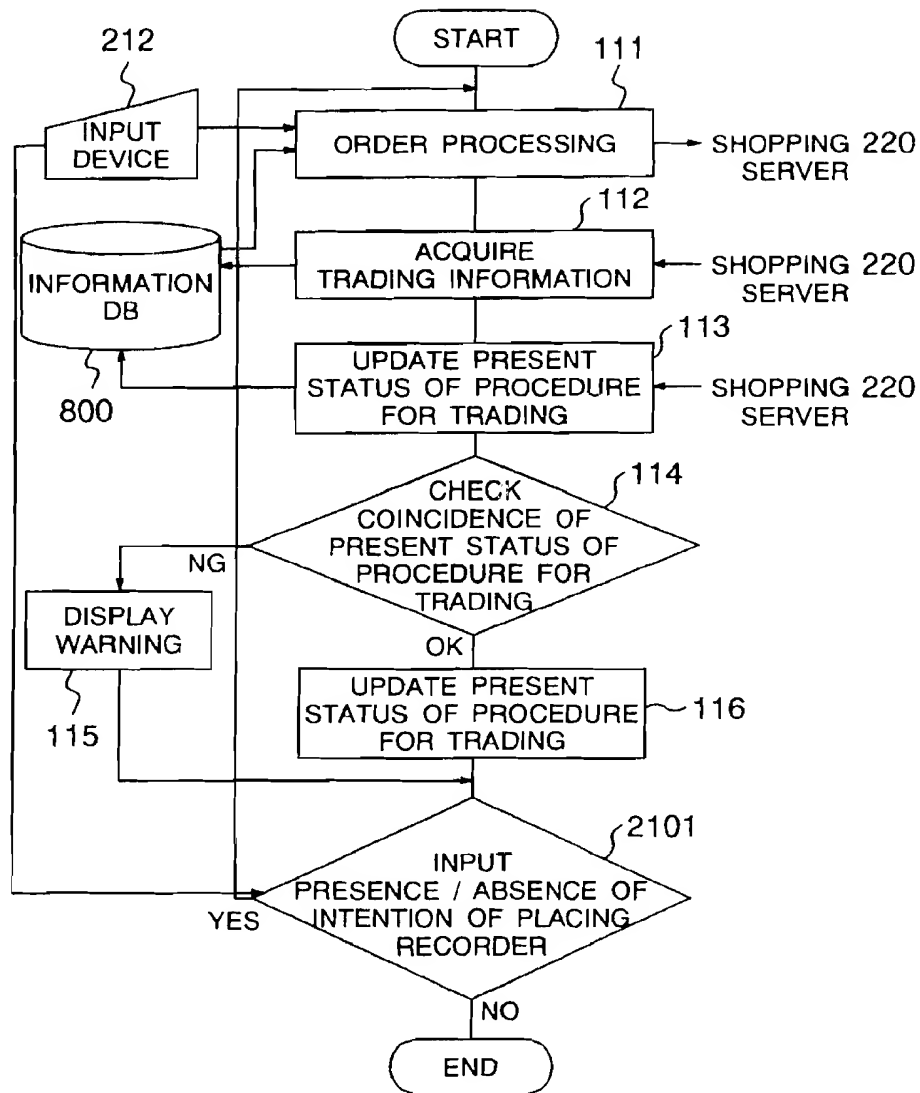 START
212
111
INPUT
DEVICE
ORDER PROCESSING
SHOPPING 220
SERVER
112
ACQUIRE
TRADING INFORMATION
SHOPPING 220
SERVER
INFORMATION
DB
800
113
UPDATE PRESENT
STATUS OF PROCEDURE
FOR TRADING
SHOPPING 220
SERVER
114
CHECK
COINCIDENCE OF
PRESENT STATUS OF
PROCEDURE FOR
TRADING
NG
OK
DISPLAY
WARNING
115
UPDATE PRESENT
STATUS OF PROCEDURE
FOR TRADING
116
2101
INPUT
PRESENCE / ABSENCE OF
INTENTION OF PLACING
RECORDER
YES
NO
END